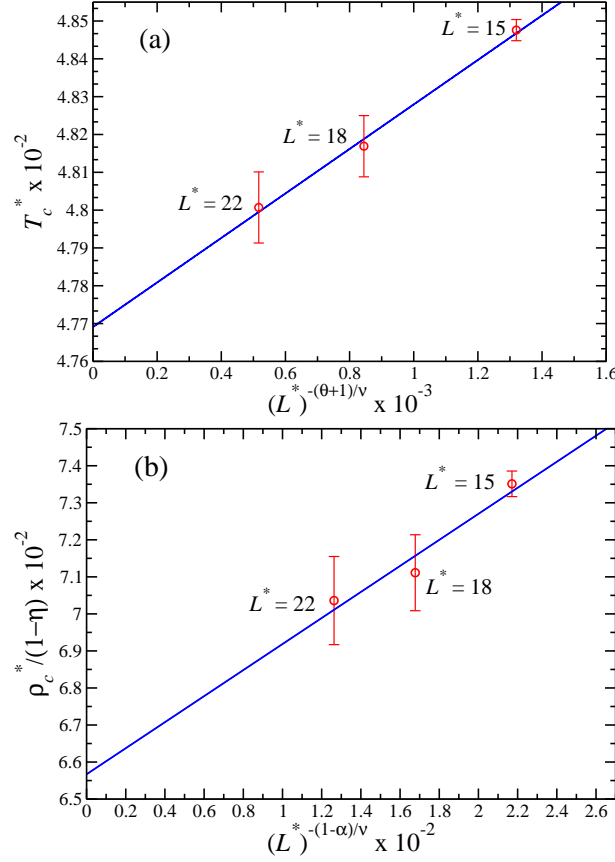 (a)
4.85
4.84
4.83
4.82
4.81
4.8
4.79
4.78
4.77
4.76
T_c^* x 10^-2
L^* = 15
L^* = 18
L^* = 22
0 0.2 0.4 0.6 0.8 1 1.2 1.4 1.6
(L^*)^-(θ+1)/ν x 10^-3
(b)
7.5
7.4
7.3
7.2
7.1
7
6.9
6.8
6.7
6.6
6.5
ρ_c^*/(1−η) x 10^-2
L^* = 15
L^* = 18
L^* = 22
0 0.2 0.4 0.6 0.8 1 1.2 1.4 1.6 1.8 2 2.2 2.4 2.6
(L^*)^-(1-α)/ν x 10^-2